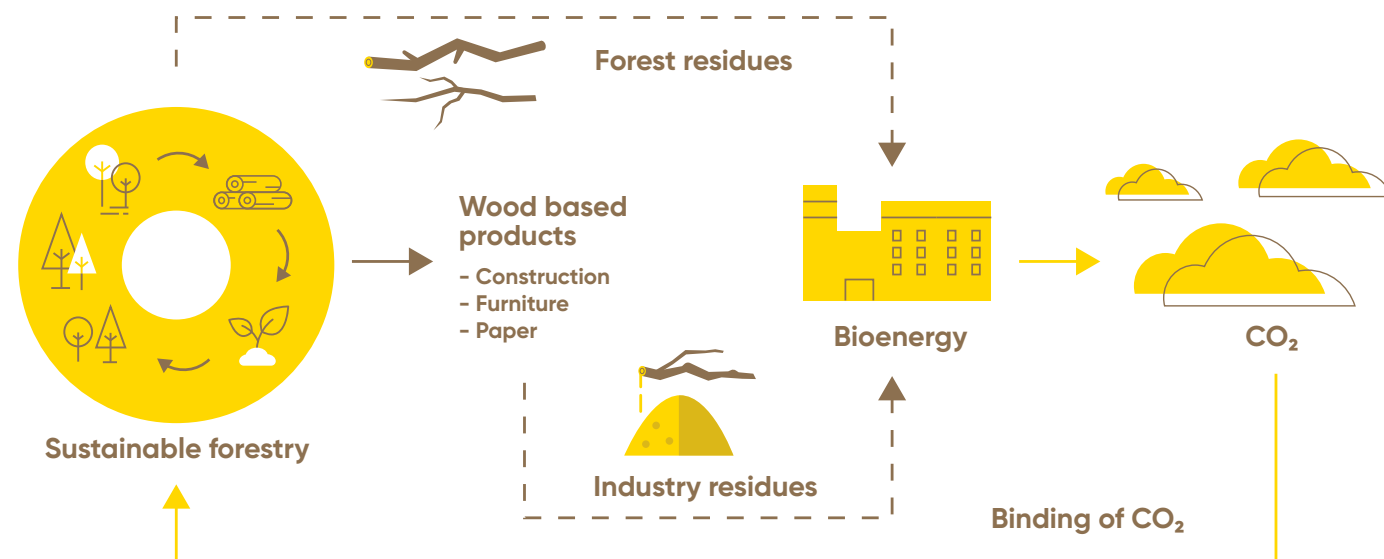 Forest residues
Wood based
products
- Construction
- Furniture
- Paper
Bioenergy
CO₂
Sustainable forestry
Industry residues
Binding of CO₂